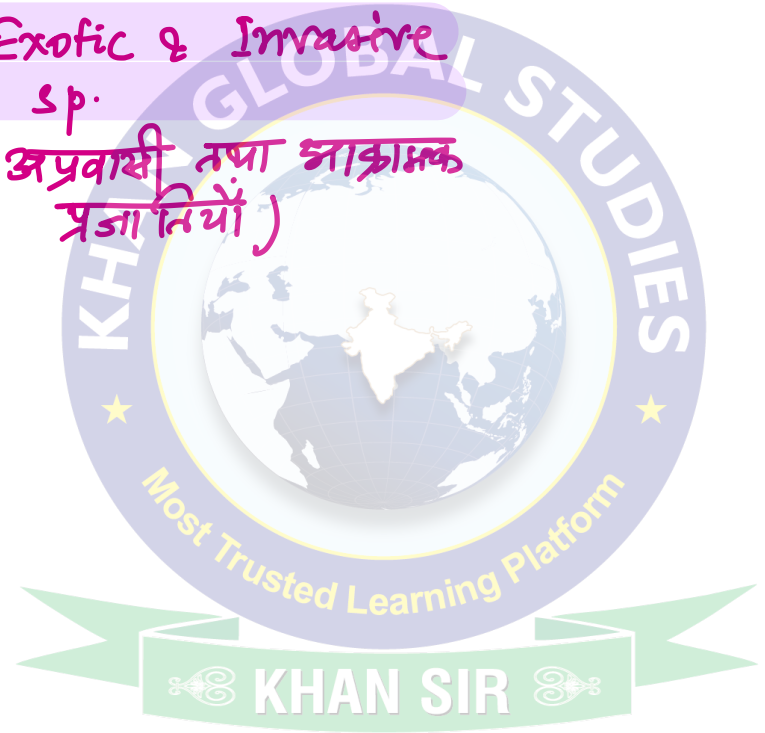 Exotic & Invasive
sp.
अप्रवासी तथा आक्रामक
प्रजातियाँ)
KHAN GLOBAL STUDIES
Most Trusted Learning Platform
KHAN SIR